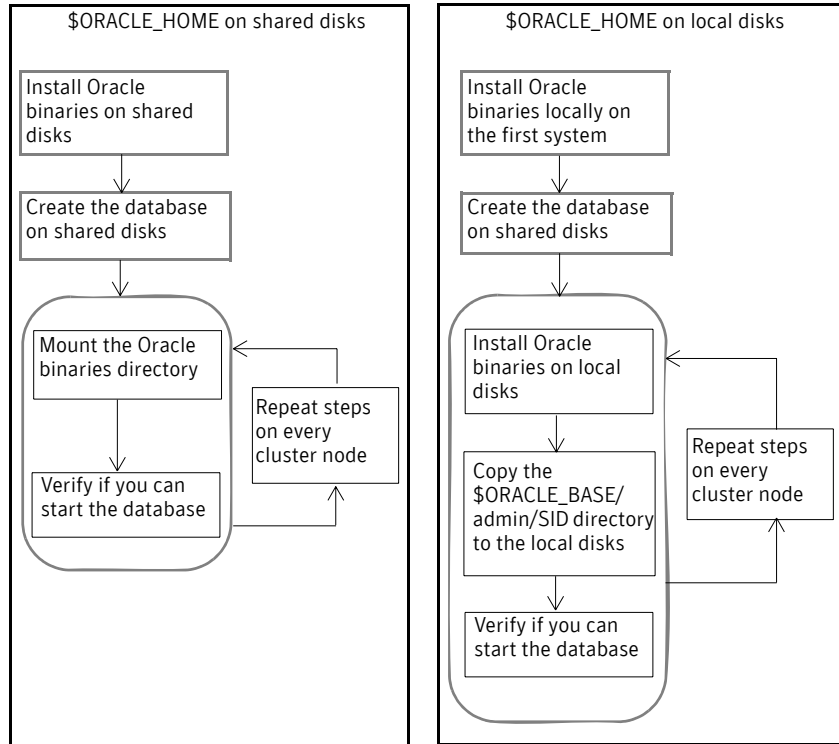 $ORACLE_HOME on shared disks
Install Oracle
binaries on shared
disks
Create the database
on shared disks
Mount the Oracle
binaries directory
Repeat steps
on every
cluster node
Verify if you can
start the database
$ORACLE_HOME on local disks
Install Oracle
binaries locally on
the first system
Create the database
on shared disks
Install Oracle
binaries on local
disks
Repeat steps
on every
cluster node
Copy the
$ORACLE_BASE/
admin/SID directory
to the local disks
Verify if you can
start the database